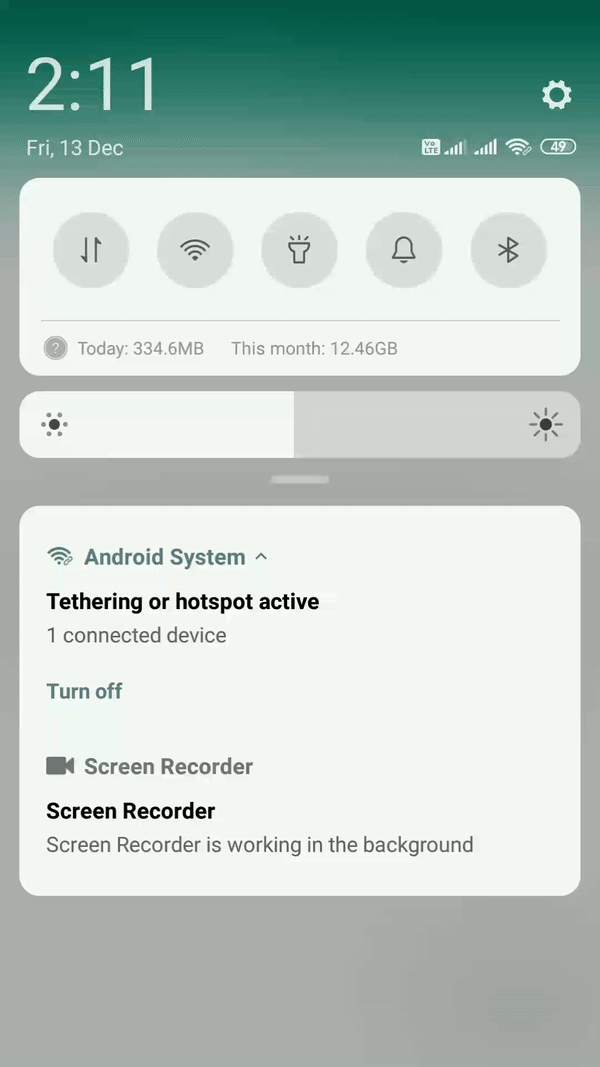 2:11
Fri, 13 Dec
Vo LTE 49
Today: 334.6MB This month: 12.46GB
Android System
Tethering or hotspot active
1 connected device
Turn off
Screen Recorder
Screen Recorder
Screen Recorder is working in the background